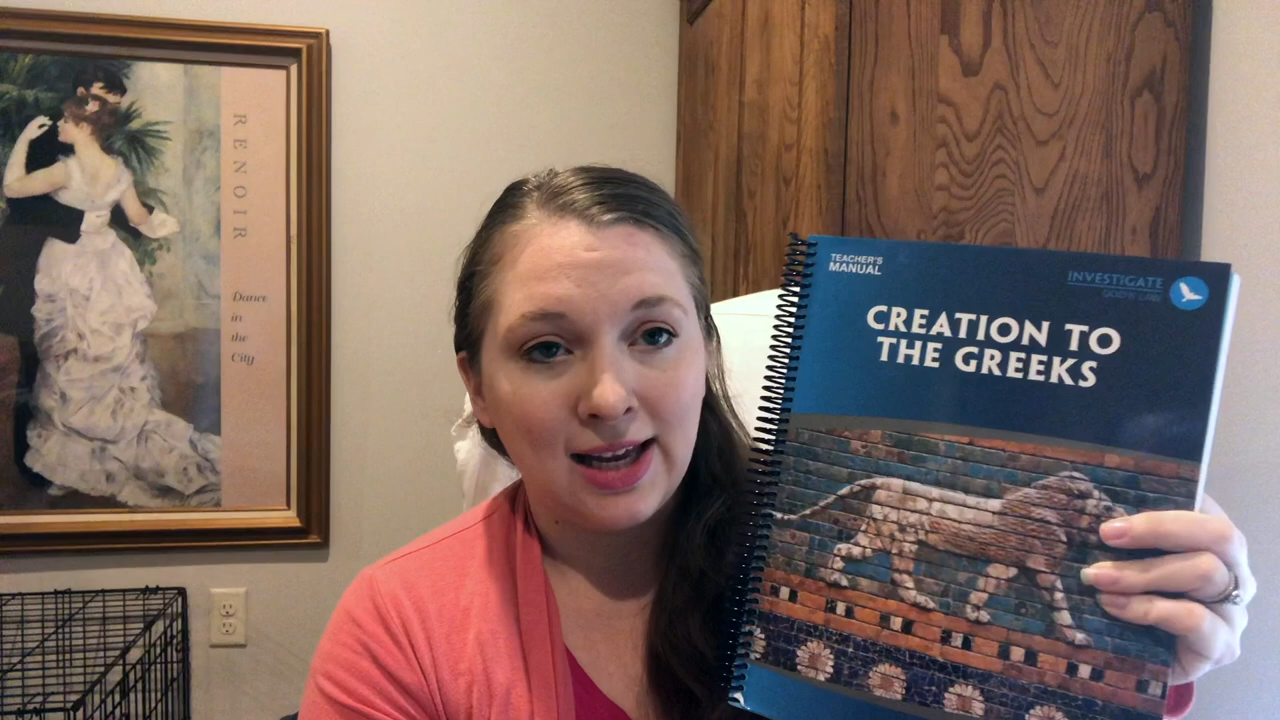 RENOIR
Dance
in
the
City
TEACHER'S
MANUAL
INVESTIGATE
CREATION TO
THE GREEKS